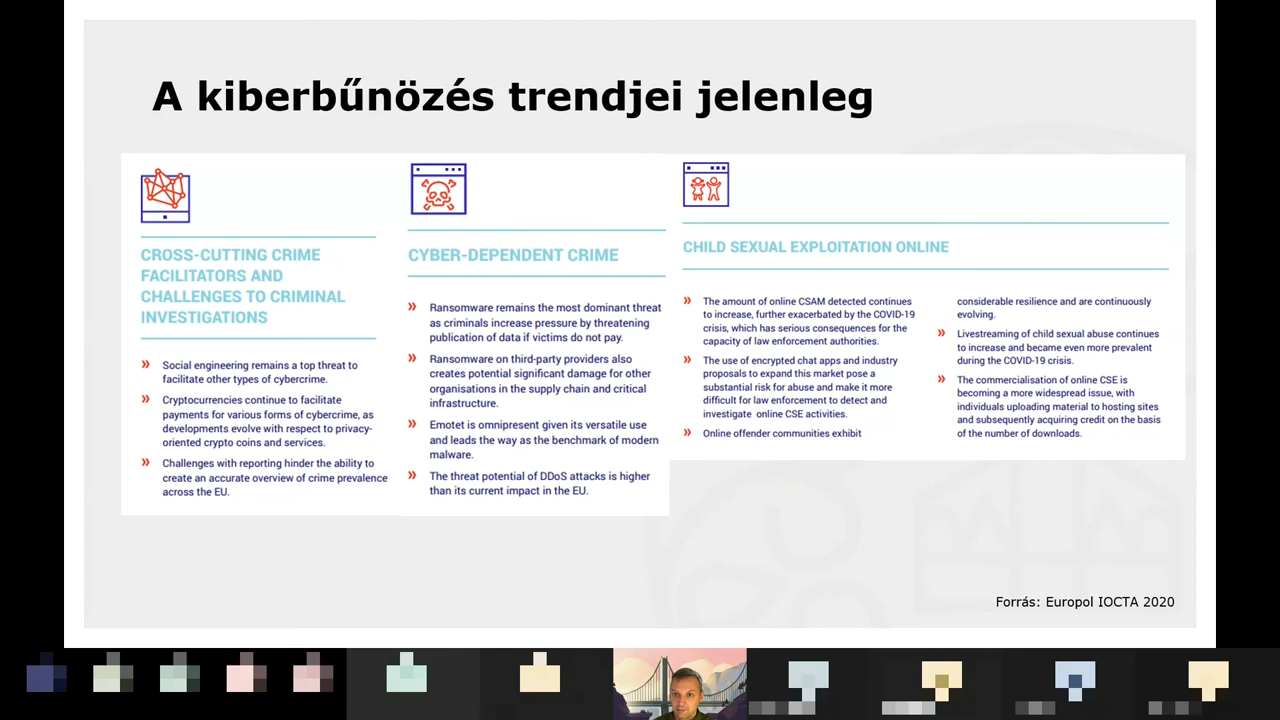 A kiberbűnözés trendjei jelenleg
CROSS-CUTTING CRIME
FACILITATORS AND
CHALLENGES TO CRIMINAL
INVESTIGATIONS
» Social engineering remains a top threat to
facilitate other types of cybercrime.
» Cryptocurrencies continue to facilitate
payments for various forms of cybercrime, as
developments evolve with respect to privacy-
oriented crypto coins and services.
» Challenges with reporting hinder the ability to
create an accurate overview of crime prevalence
across the EU.
CYBER-DEPENDENT CRIME
» Ransomware remains the most dominant threat
as criminals increase pressure by threatening
publication of data if victims do not pay.
» Ransomware on third-party providers also
creates potential significant damage for other
organisations in the supply chain and critical
infrastructure.
» Emotet is omnipresent given its versatile use
and leads the way as the benchmark of modern
malware.
» The threat potential of DDoS attacks is higher
than its current impact in the EU.
CHILD SEXUAL EXPLOITATION ONLINE
» The amount of online CSAM detected continues
to increase, further exacerbated by the COVID-19
crisis, which has serious consequences for the
capacity of law enforcement authorities.
» The use of encrypted chat apps and industry
proposals to expand this market pose a
substantial risk for abuse and make it more
difficult for law enforcement to detect and
investigate online CSE activities.
» Online offender communities exhibit
considerable resilience and are continuously
evolving.
» Livestreaming of child sexual abuse continues
to increase and became even more prevalent
during the COVID-19 crisis.
» The commercialisation of online CSE is
becoming a more widespread issue, with
individuals uploading material to hosting sites
and subsequently acquiring credit on the basis
of the number of downloads.
Forrás: Europol IOCTA 2020